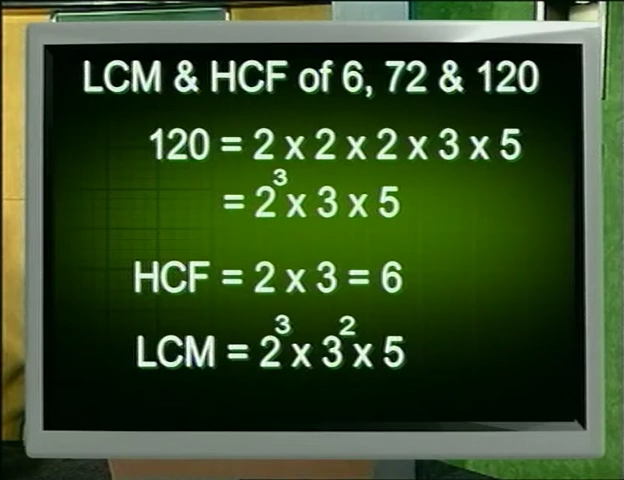 LCM & HCF of 6, 72 & 120
120 = 2 x 2 x 2 x 3 x 5
= 2³ x 3 x 5
HCF = 2 x 3 = 6
LCM = 2³ x 3² x 5